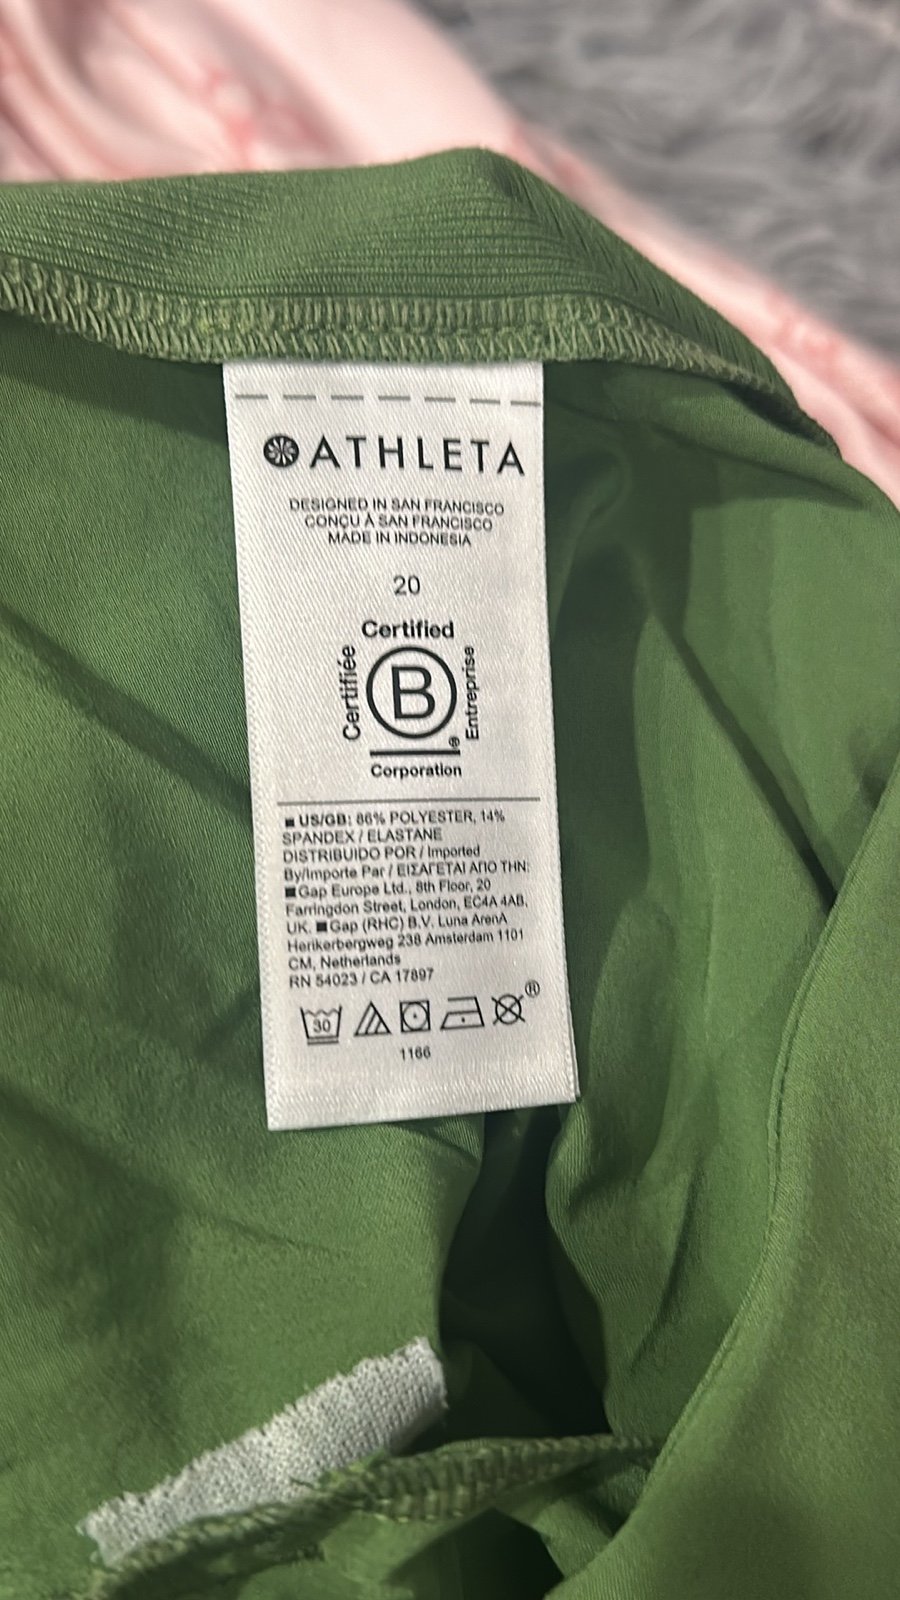 ATHLETA
DESIGNED IN SAN FRANCISCO
CONÇU À SAN FRANCISCO
MADE IN INDONESIA
20
Certified
Certifiée
B
Entreprise
®
Corporation
US/GB: 86% POLYESTER, 14%
SPANDEX / ELASTANE
DISTRIBUIDO POR / Imported
By/Importe Par / ΕΙΣΑΓΕΤΑΙ ΑΠΟ ΤΗΝ:
Gap Europe Ltd., 8th Floor, 20
Farringdon Street, London, EC4A 4AB,
UK. Gap (RHC) B.V. Luna ArenA
Herikerbergweg 238 Amsterdam 1101
CM, Netherlands
RN 54023 / CA 17897
30
®
1166